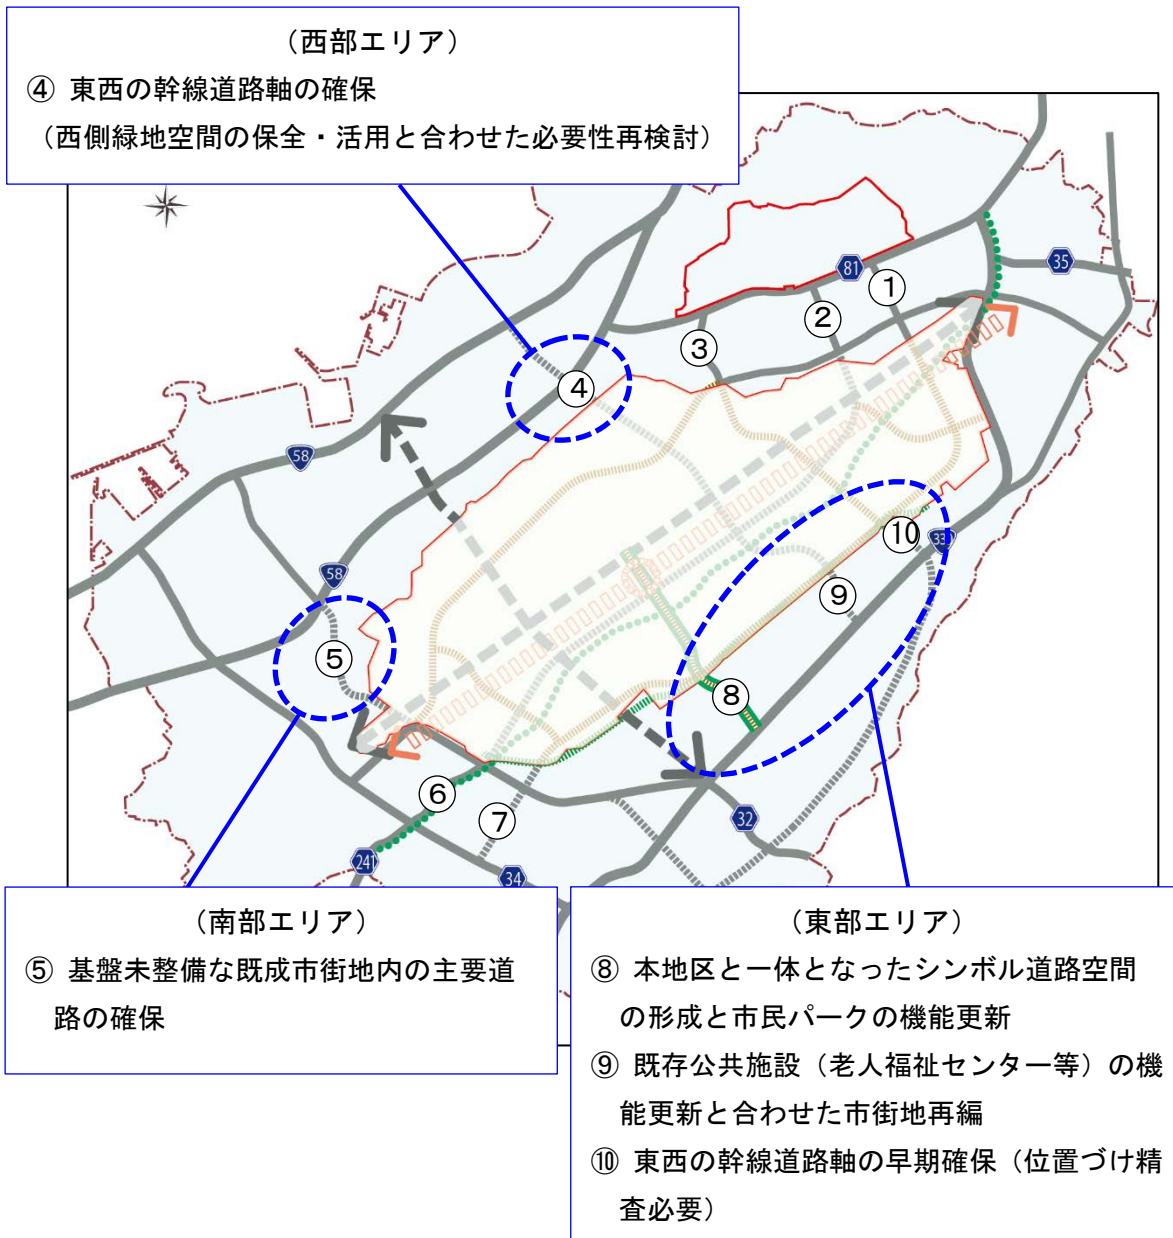 （西部エリア）
④ 東西の幹線道路軸の確保
（西側緑地空間の保全・活用と合わせた必要性再検討）
81
①
35
②
③
④
58
⑩
58
⑨
⑤
⑧
⑥
⑦
32
241
34
（南部エリア）
⑤ 基盤未整備な既成市街地内の主要道
路の確保
（東部エリア）
⑧ 本地区と一体となったシンボル道路空間
の形成と市民パークの機能更新
⑨ 既存公共施設（老人福祉センター等）の機
能更新と合わせた市街地再編
⑩ 東西の幹線道路軸の早期確保（位置づけ精
査必要）